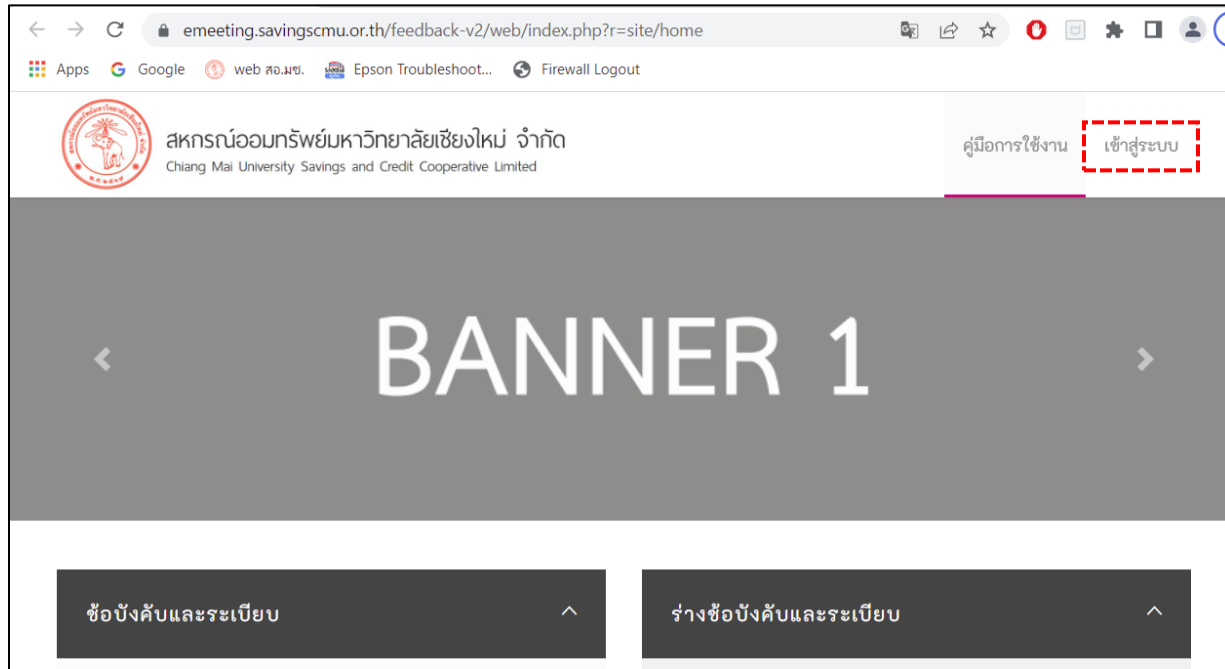 emeeting.savingscmu.or.th/feedback-v2/web/index.php?r=site/home
Apps Google web สอ.มช. Epson Troubleshoot... Firewall Logout
สหกรณ์ออมทรัพย์มหาวิทยาลัยเชียงใหม่ จำกัด
Chiang Mai University Savings and Credit Cooperative Limited
คู่มือการใช้งาน เข้าสู่ระบบ
BANNER 1
ข้อบังคับและระเบียบ
ร่างข้อบังคับและระเบียบ